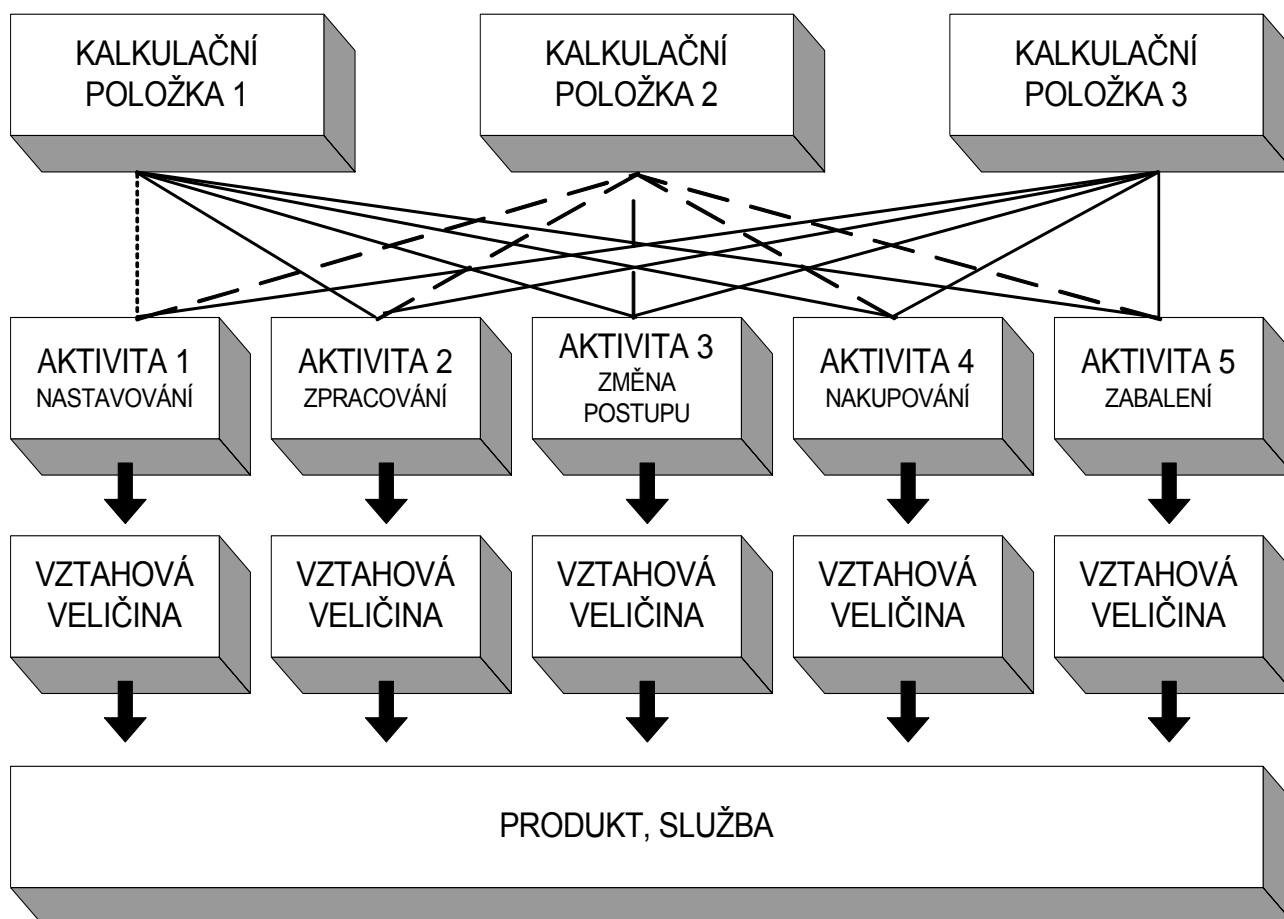 KALKULAČNÍ
POLOŽKA 1
KALKULAČNÍ
POLOŽKA 2
KALKULAČNÍ
POLOŽKA 3
AKTIVITA 1
NASTAVOVÁNÍ
AKTIVITA 2
ZPRACOVÁNÍ
AKTIVITA 3
ZMĚNA
POSTUPU
AKTIVITA 4
NAKUPOVÁNÍ
AKTIVITA 5
ZABALENÍ
VZTAHOVÁ
VELIČINA
VZTAHOVÁ
VELIČINA
VZTAHOVÁ
VELIČINA
VZTAHOVÁ
VELIČINA
VZTAHOVÁ
VELIČINA
PRODUKT, SLUŽBA